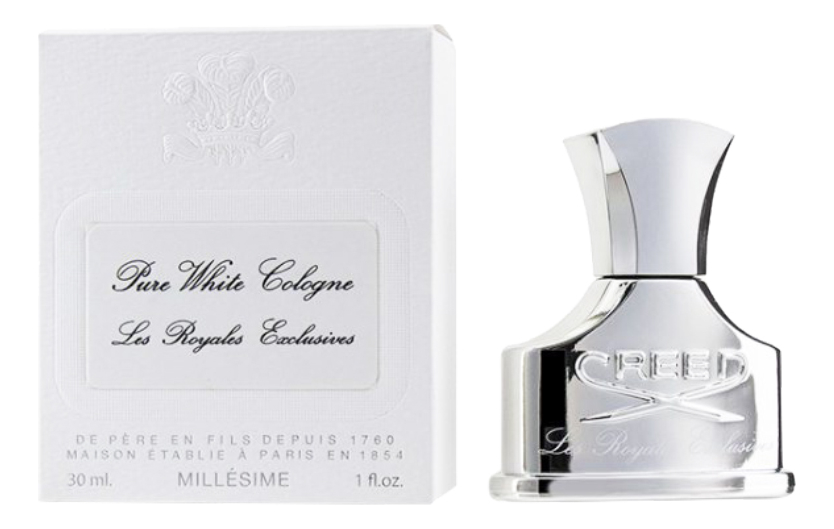 Pure White Cologne
Les Royales Exclusives
DE PÈRE EN FILS DEPUIS 1760
MAISON ÉTABLIE À PARIS EN 1854
30 ml. MILLÉSIME 1 fl.oz.
CREED
Les Royales Exclusives